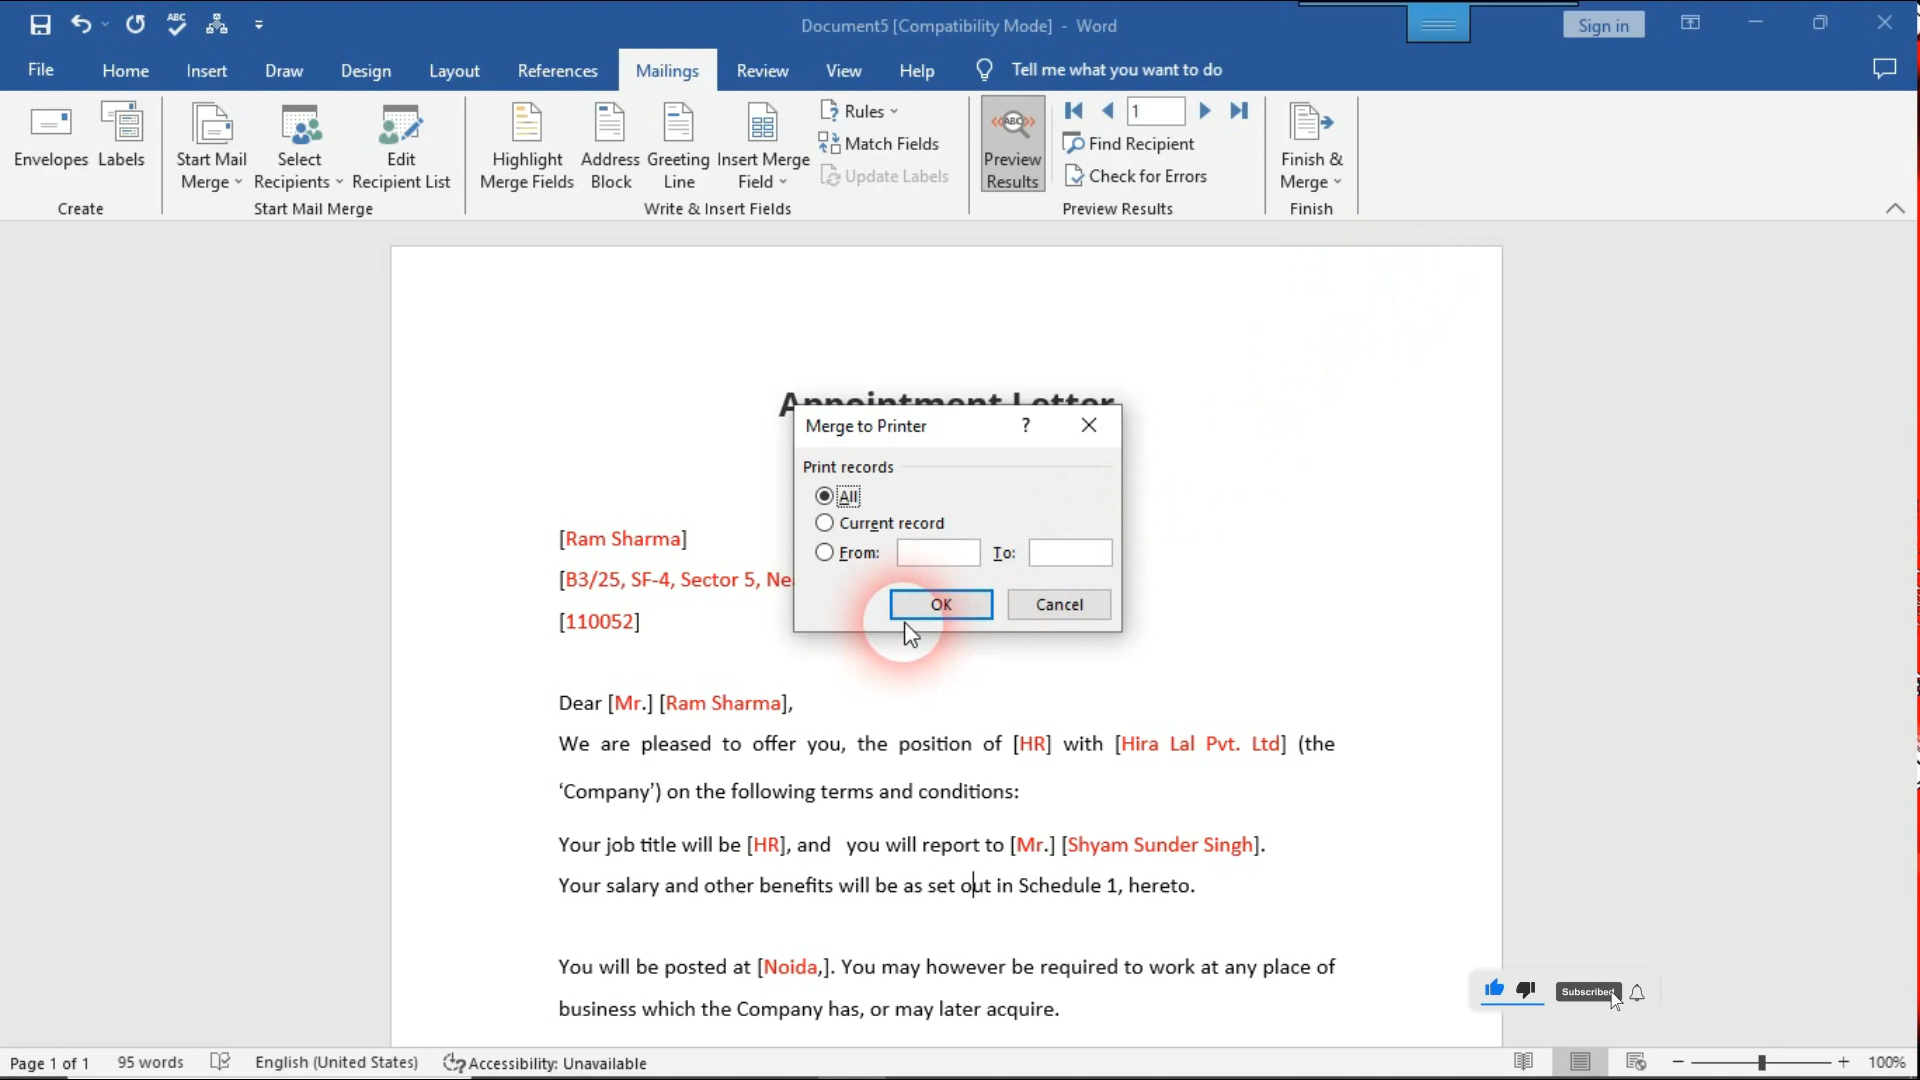 Document5 [Compatibility Mode] - Word
Sign in
File Home Insert Draw Design Layout References Mailings Review View Help Tell me what you want to do
Envelopes
Labels
Create
Start Mail
Merge
Select
Recipients
Edit
Recipient List
Start Mail Merge
Highlight
Merge Fields
Address
Block
Greeting
Line
Insert Merge
Field
Rules
Match Fields
Update Labels
Write & Insert Fields
Preview
Results
1
Find Recipient
Check for Errors
Preview Results
Finish &
Merge
Finish
Appointment Letter
Merge to Printer ?
Print records
All
Current record
From: To:
OK Cancel
[Ram Sharma]
[B3/25, SF-4, Sector 5,
[110052]
Dear [Mr.] [Ram Sharma],
We are pleased to offer you, the position of [HR] with [Hira Lal Pvt. Ltd] (the
‘Company’) on the following terms and conditions:
Your job title will be [HR], and you will report to [Mr.] [Shyam Sunder Singh].
Your salary and other benefits will be as set out in Schedule 1, hereto.
You will be posted at [Noida,]. You may however be required to work at any place of
business which the Company has, or may later acquire.
Subscribed
Page 1 of 1 95 words English (United States) Accessibility: Unavailable 100%